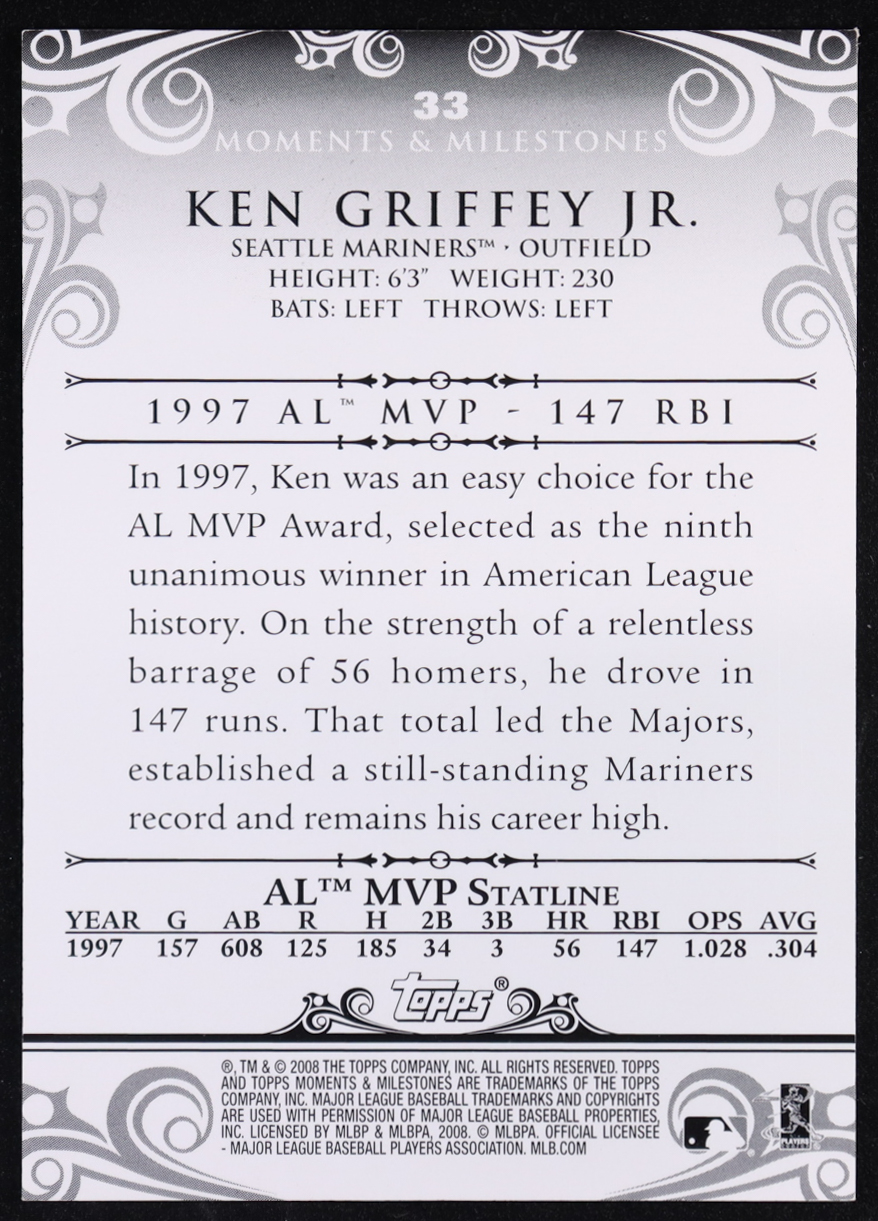 33
MOMENTS & MILESTONES
KEN GRIFFEY JR.
SEATTLE MARINERS™ · OUTFIELD
HEIGHT: 6'3" WEIGHT: 230
BATS: LEFT THROWS: LEFT
1997 AL™ MVP - 147 RBI
In 1997, Ken was an easy choice for the
AL MVP Award, selected as the ninth
unanimous winner in American League
history. On the strength of a relentless
barrage of 56 homers, he drove in
147 runs. That total led the Majors,
established a still-standing Mariners
record and remains his career high.
AL™ MVP STATLINE
YEAR G AB R H 2B 3B HR RBI OPS AVG
1997 157 608 125 185 34 3 56 147 1.028 .304
Topps®
®, TM & © 2008 THE TOPPS COMPANY, INC. ALL RIGHTS RESERVED. TOPPS
AND TOPPS MOMENTS & MILESTONES ARE TRADEMARKS OF THE TOPPS
COMPANY, INC. MAJOR LEAGUE BASEBALL TRADEMARKS AND COPYRIGHTS
ARE USED WITH PERMISSION OF MAJOR LEAGUE BASEBALL PROPERTIES,
INC. LICENSED BY MLBP & MLBPA, 2008. © MLBPA. OFFICIAL LICENSEE
- MAJOR LEAGUE BASEBALL PLAYERS ASSOCIATION. MLB.COM
PLAYERS